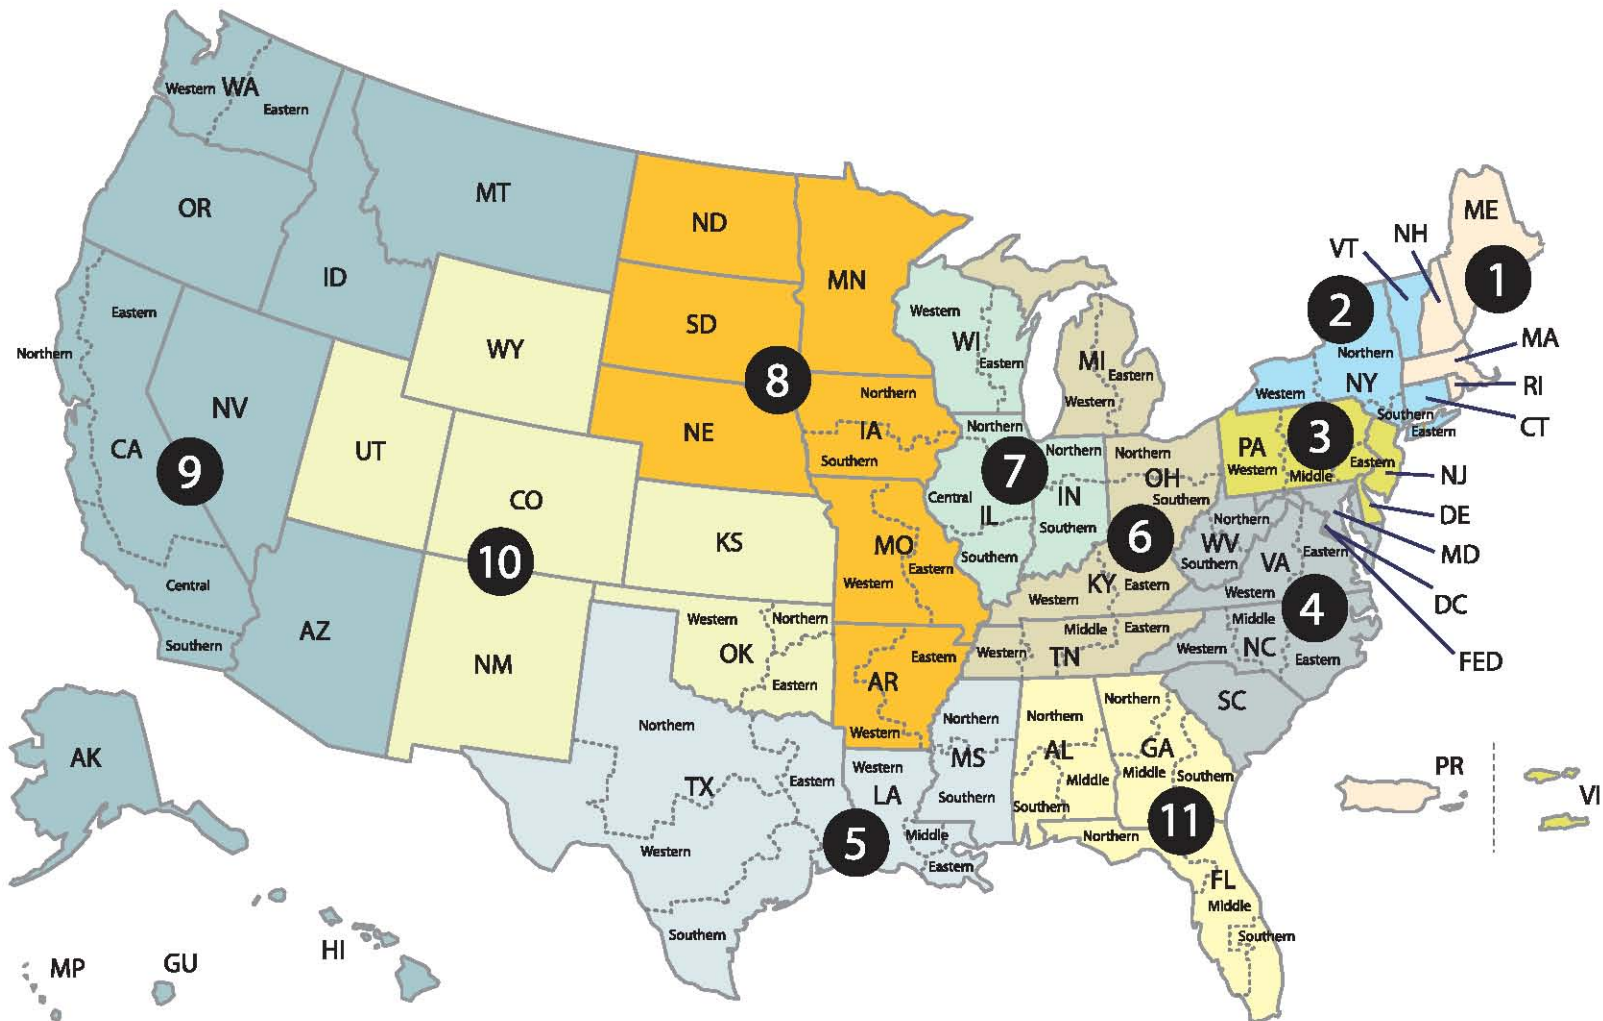 Western
WA
Eastern
OR
MT
ID
ND
MN
SD
WY
8
Northern
Eastern
CA
NV
9
UT
CO
10
NE
Northern
IA
Southern
KS
Central
Southern
AZ
NM
Western
Northern
OK
Eastern
MO
Western
Eastern
Eastern
AR
Western
Western
WI
Eastern
MI
Eastern
Western
Northern
7
Central
IL
Southern
Northern
IN
Southern
Northern
OH
Southern
6
KY
Western
Eastern
Middle
Eastern
Western
TN
ME
NH
VT
1
2
MA
RI
CT
Northern
NY
Western
Southern
Eastern
3
PA
Western
Middle
Eastern
NJ
DE
MD
DC
FED
Northern
WV
Southern
VA
Eastern
Western
4
Middle
Western
NC
Eastern
SC
Northern
TX
Eastern
Western
Southern
Western
LA
5
Middle
Eastern
Northern
MS
Southern
Northern
AL
Middle
Southern
Northern
GA
Middle
Southern
11
Northern
FL
Middle
Southern
AK
HI
GU
MP
PR
VI